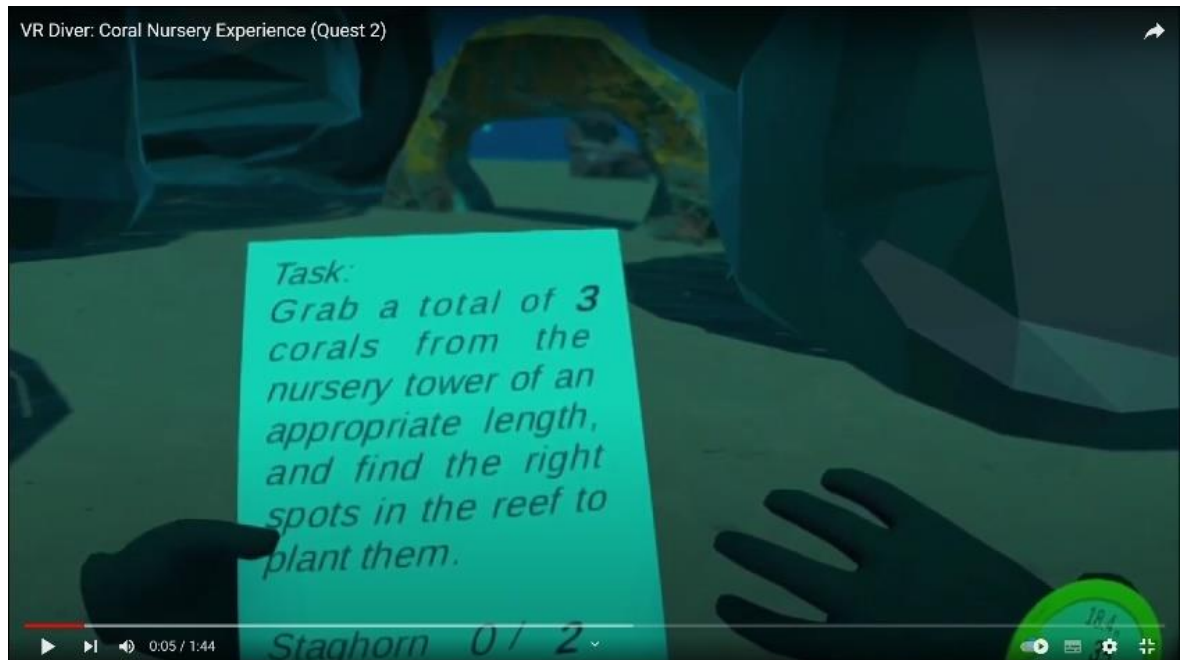 VR Diver: Coral Nursery Experience (Quest 2)
Task:
Grab a total of 3
corals from the
nursery tower of an
appropriate length,
and find the right
spots in the reef to
plant them.
Staghorn 0 / 2
18.4
0:05 / 1:44